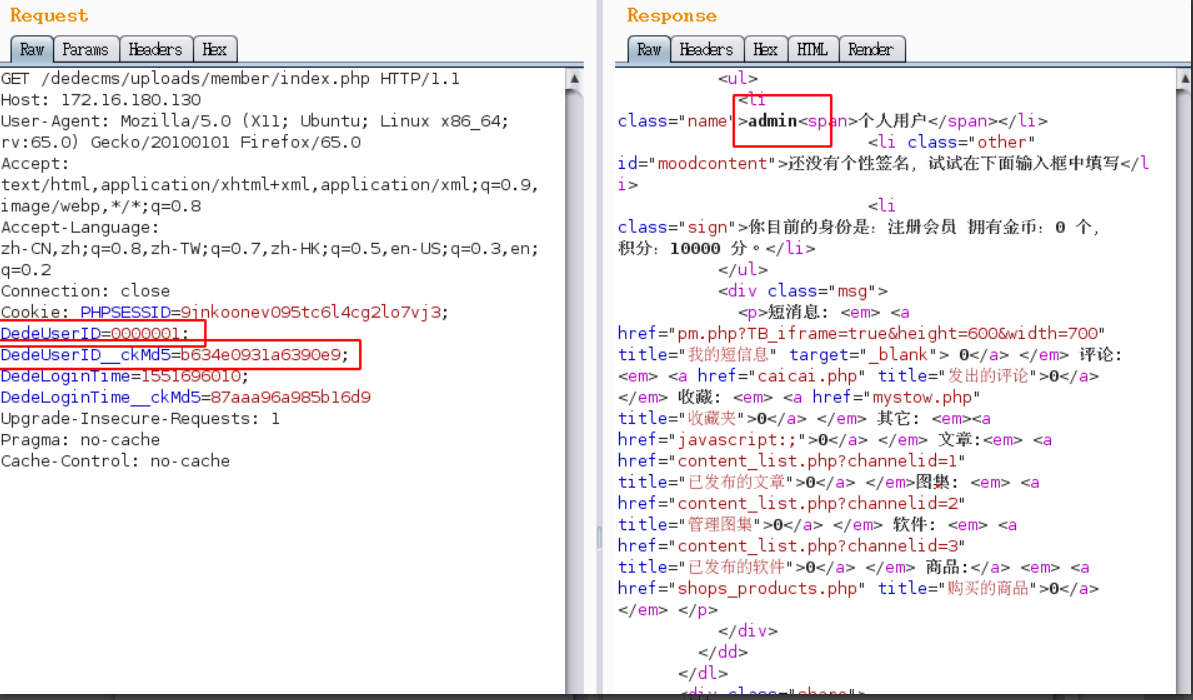 Request
Raw Params Headers Hex
GET /dedecms/uploads/member/index.php HTTP/1.1
Host: 172.16.180.130
User-Agent: Mozilla/5.0 (X11; Ubuntu; Linux x86_64;
rv:65.0) Gecko/20100101 Firefox/65.0
Accept:
text/html,application/xhtml+xml,application/xml;q=0.9,
image/webp,*/*;q=0.8
Accept-Language:
zh-CN,zh;q=0.8,zh-TW;q=0.7,zh-HK;q=0.5,en-US;q=0.3,en;
q=0.2
Connection: close
Cookie: PHPSESSID=9inkoonev095tc6l4cg2lo7vj3;
DedeUserID=0000001;
DedeUserID__ckMd5=b634e0931a6390e9;
DedeLoginTime=1551696010;
DedeLoginTime__ckMd5=87aaa96a985b16d9
Upgrade-Insecure-Requests: 1
Pragma: no-cache
Cache-Control: no-cache
Response
Raw Headers Hex HTML Render
<ul>
<li
class="name">admin<span>个人用户</span></li>
<li class="other"
id="moodcontent">还没有个性签名，试试在下面输入框中填写</l
i>
<li
class="sign">你目前的身份是：注册会员 拥有金币：0 个，
积分：10000 分。</li>
</ul>
<div class="msg">
<p>短消息: <em> <a
href="pm.php?TB_iframe=true&height=600&width=700"
title="我的短信息" target="_blank"> 0</a> </em> 评论:
<em> <a href="caicai.php" title="发出的评论">0</a>
</em> 收藏: <em> <a href="mystow.php"
title="收藏夹">0</a> </em> 其它: <em><a
href="javascript:;">0</a> </em> 文章:<em> <a
href="content_list.php?channelid=1"
title="已发布的文章">0</a> </em>图集: <em> <a
href="content_list.php?channelid=2"
title="管理图集">0</a> </em> 软件: <em> <a
href="content_list.php?channelid=3"
title="已发布的软件">0</a> </em> 商品:</a> <em> <a
href="shops_products.php" title="购买的商品">0</a>
</em> </p>
</div>
</dd>
</dl>
<div class="share">